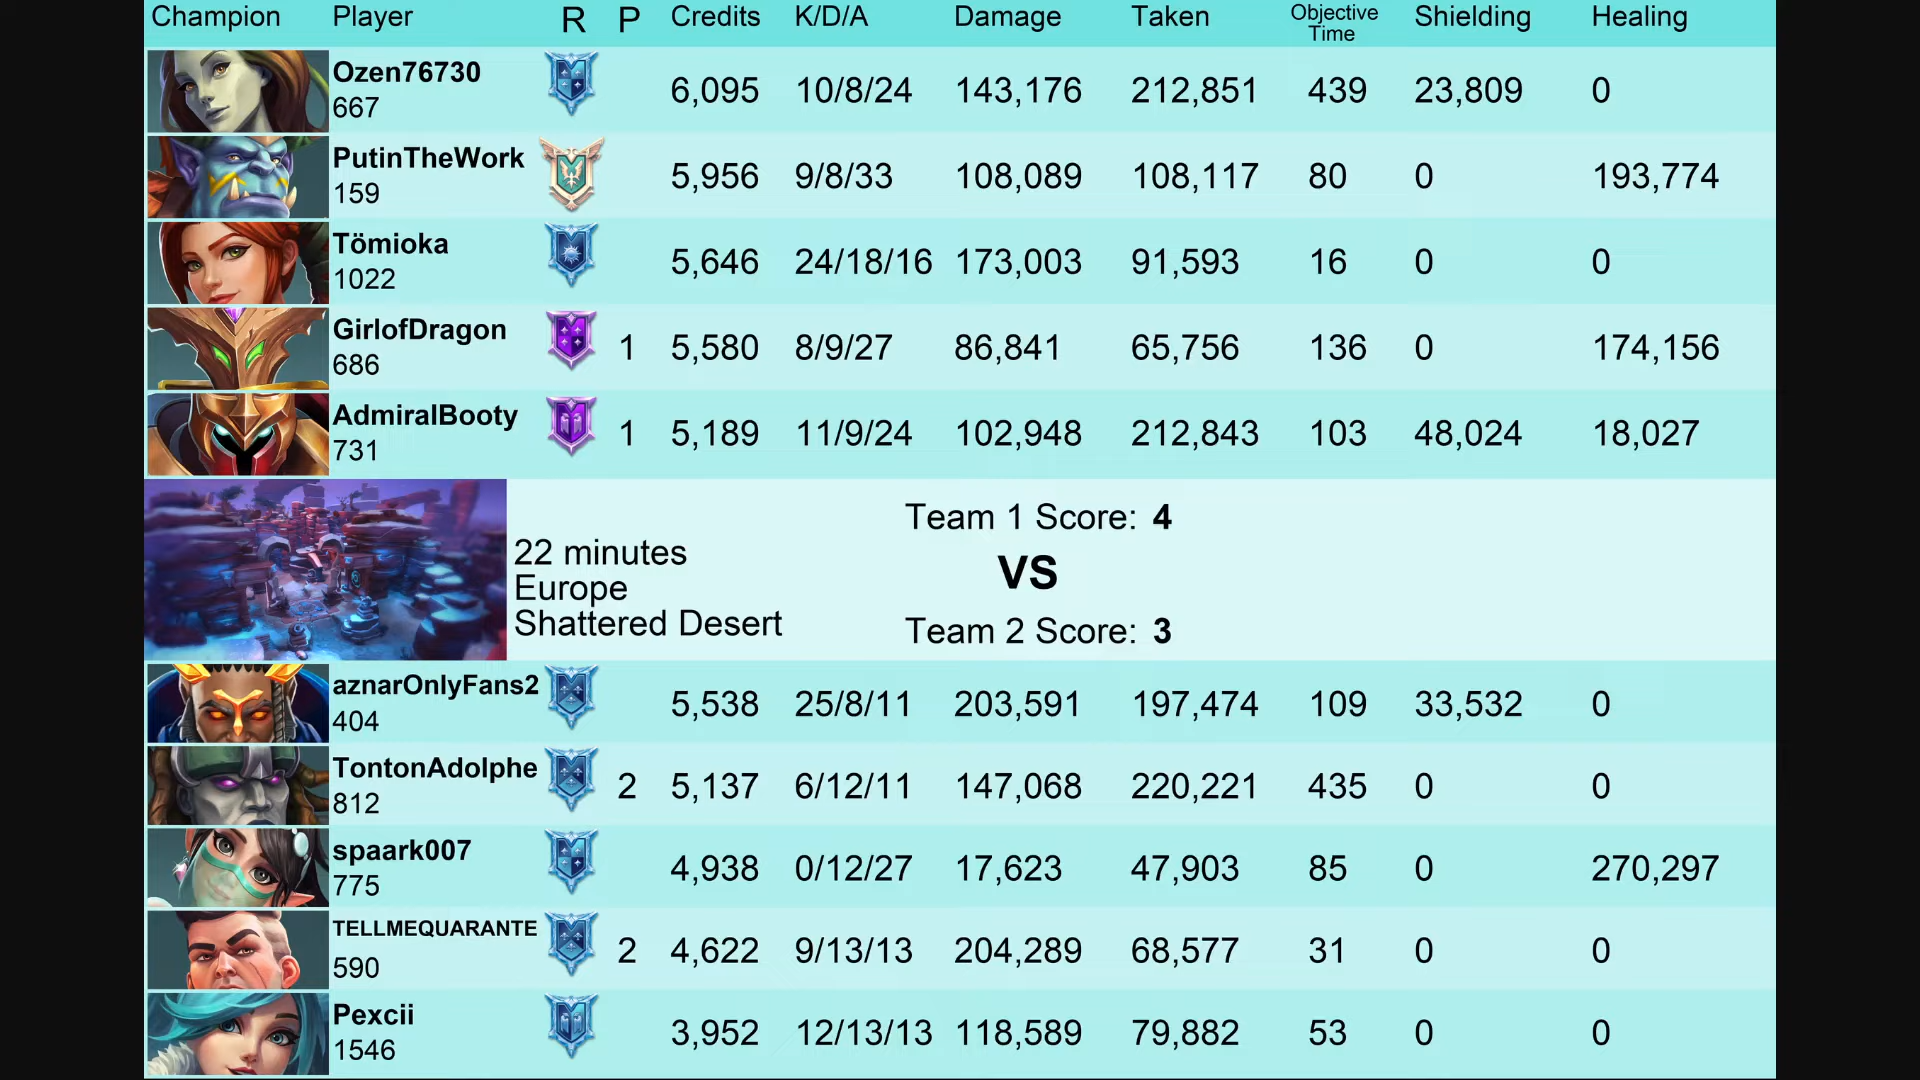 Champion Player R P Credits K/D/A Damage Taken Objective Time Shielding Healing
Ozen76730
667
6,095 10/8/24 143,176 212,851 439 23,809 0
PutinTheWork
159
5,956 9/8/33 108,089 108,117 80 0 193,774
Tömioka
1022
5,646 24/18/16 173,003 91,593 16 0 0
GirlofDragon
686
1 5,580 8/9/27 86,841 65,756 136 0 174,156
AdmiralBooty
731
1 5,189 11/9/24 102,948 212,843 103 48,024 18,027
22 minutes
Europe
Shattered Desert
Team 1 Score: 4
VS
Team 2 Score: 3
aznarOnlyFans2
404
5,538 25/8/11 203,591 197,474 109 33,532 0
TontonAdolphe
812
2 5,137 6/12/11 147,068 220,221 435 0 0
spaark007
775
4,938 0/12/27 17,623 47,903 85 0 270,297
TELLMEQUARANTE
590
2 4,622 9/13/13 204,289 68,577 31 0 0
Pexcii
1546
3,952 12/13/13 118,589 79,882 53 0 0